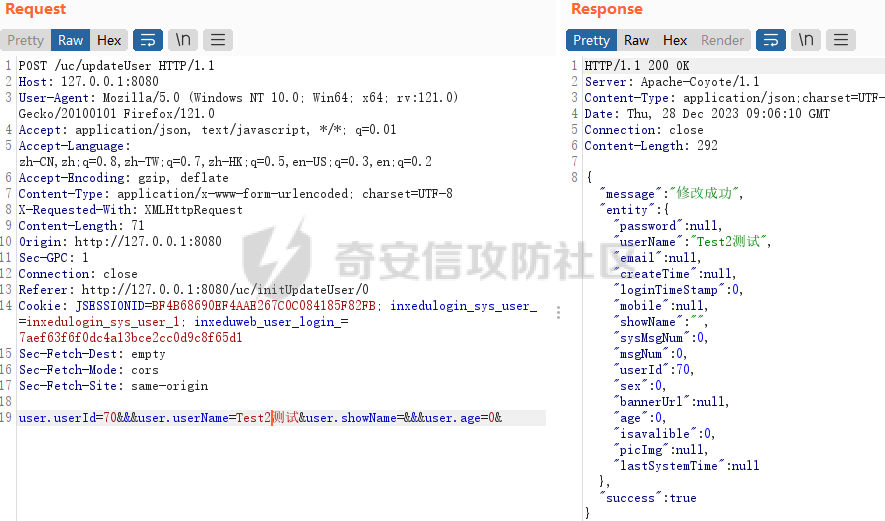 Request
Response
Pretty Raw Hex \n
Pretty Raw Hex Render \n
1 POST /uc/updateUser HTTP/1.1
2 Host: 127.0.0.1:8080
3 User-Agent: Mozilla/5.0 (Windows NT 10.0; Win64; x64; rv:121.0)
Gecko/20100101 Firefox/121.0
4 Accept: application/json, text/javascript, */*; q=0.01
5 Accept-Language:
zh-CN,zh;q=0.8,zh-TW;q=0.7,zh-HK;q=0.5,en-US;q=0.3,en;q=0.2
6 Accept-Encoding: gzip, deflate
7 Content-Type: application/x-www-form-urlencoded; charset=UTF-8
8 X-Requested-With: XMLHttpRequest
9 Content-Length: 71
10 Origin: http://127.0.0.1:8080
11 Sec-GPC: 1
12 Connection: close
13 Referer: http://127.0.0.1:8080/uc/initUpdateUser/0
14 Cookie: JSESSIONID=BF4B68690EF4AAE267C0C084185F82FB; inxedulogin_sys_user_
=inxedulogin_sys_user_1; inxeduweb_user_login_=
7aef63f6f0dc4a13bce2cc0d9c8f65d1
15 Sec-Fetch-Dest: empty
16 Sec-Fetch-Mode: cors
17 Sec-Fetch-Site: same-origin
18
19 user.userId=70&&&user.userName=Test2测试&user.showName=&&&user.age=0&
1 HTTP/1.1 200 OK
2 Server: Apache-Coyote/1.1
3 Content-Type: application/json;charset=UTF-
4 Date: Thu, 28 Dec 2023 09:06:10 GMT
5 Connection: close
6 Content-Length: 292
7
8 {
"message":"修改成功",
"entity":{
"password":null,
"userName":"Test2测试",
"email":null,
"createTime":null,
"loginTimeStamp":0,
"mobile":null,
"showName":"",
"sysMsgNum":0,
"msgNum":0,
"userId":70,
"sex":0,
"bannerUrl":null,
"age":0,
"isavalible":0,
"picImg":null,
"lastSystemTime":null
},
"success":true
}
奇安信攻防社区